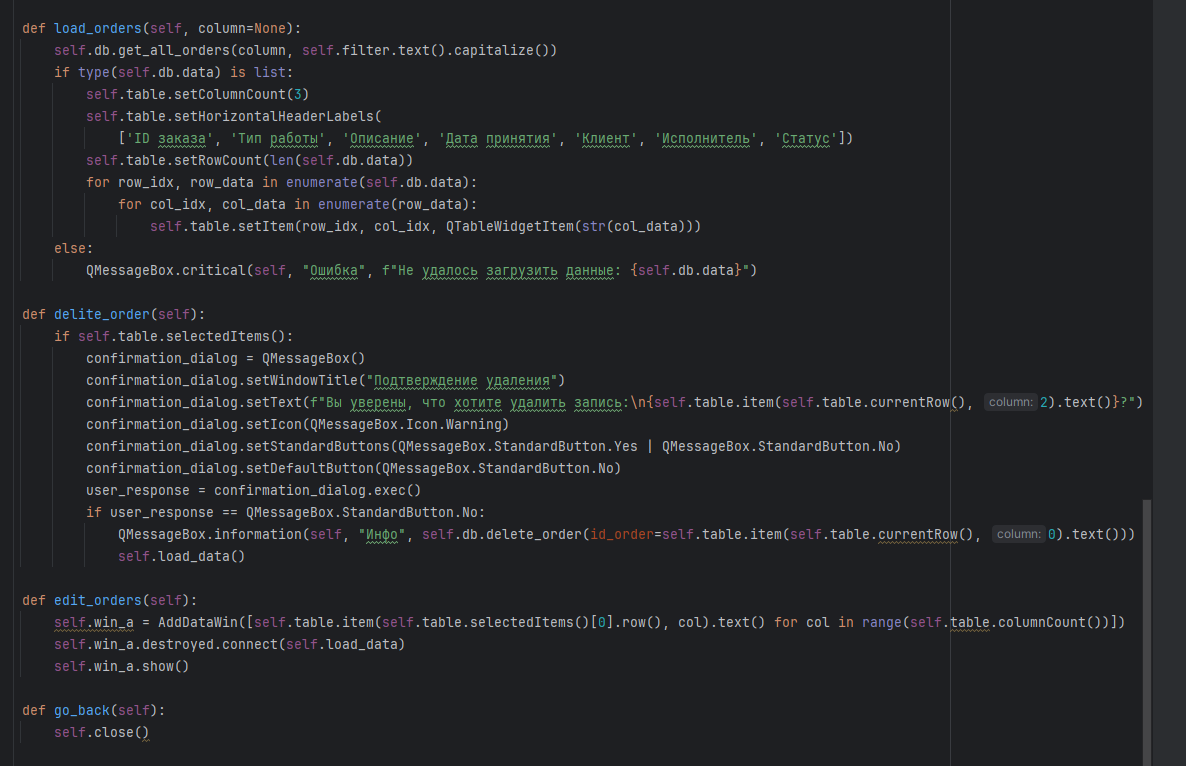 def load_orders(self, column=None):
    self.db.get_all_orders(column, self.filter.text().capitalize())
    if type(self.db.data) is list:
        self.table.setColumnCount(3)
        self.table.setHorizontalHeaderLabels(
            ['ID заказа', 'Тип работы', 'Описание', 'Дата принятия', 'Клиент', 'Исполнитель', 'Статус'])
        self.table.setRowCount(len(self.db.data))
        for row_idx, row_data in enumerate(self.db.data):
            for col_idx, col_data in enumerate(row_data):
                self.table.setItem(row_idx, col_idx, QTableWidgetItem(str(col_data)))
    else:
        QMessageBox.critical(self, "Ошибка", f"Не удалось загрузить данные: {self.db.data}")

def delite_order(self):
    if self.table.selectedItems():
        confirmation_dialog = QMessageBox()
        confirmation_dialog.setWindowTitle("Подтверждение удаления")
        confirmation_dialog.setText(f"Вы уверены, что хотите удалить запись:\n{self.table.item(self.table.currentRow(), column: 2).text()}?")
        confirmation_dialog.setIcon(QMessageBox.Icon.Warning)
        confirmation_dialog.setStandardButtons(QMessageBox.StandardButton.Yes | QMessageBox.StandardButton.No)
        confirmation_dialog.setDefaultButton(QMessageBox.StandardButton.No)
        user_response = confirmation_dialog.exec()
        if user_response == QMessageBox.StandardButton.No:
            QMessageBox.information(self, "Инфо", self.db.delete_order(id_order=self.table.item(self.table.currentRow(), column: 0).text()))
            self.load_data()

def edit_orders(self):
    self.win_a = AddDataWin([self.table.item(self.table.selectedItems()[0].row(), col).text() for col in range(self.table.columnCount())])
    self.win_a.destroyed.connect(self.load_data)
    self.win_a.show()

def go_back(self):
    self.close()